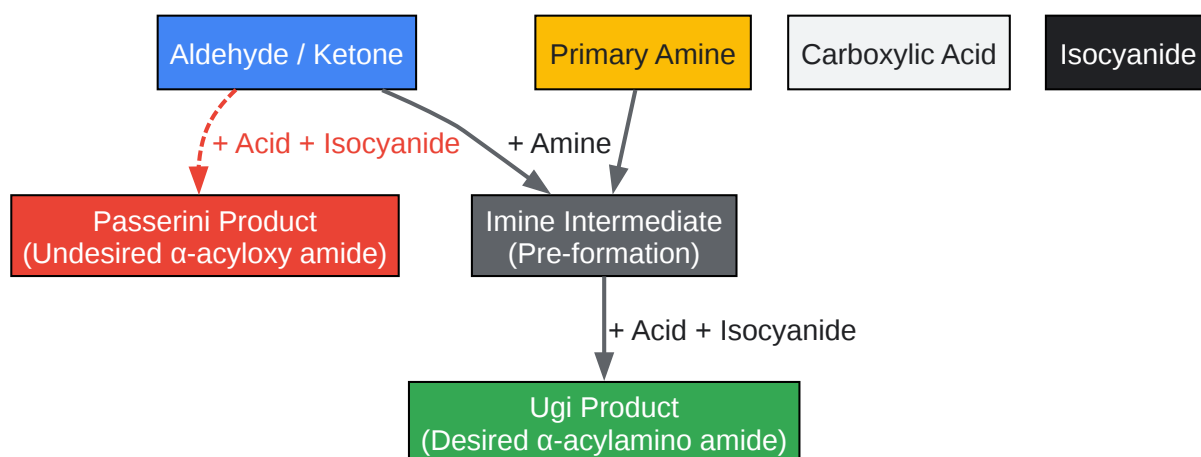 Aldehyde / Ketone
Primary Amine
Carboxylic Acid
Isocyanide
+ Acid + Isocyanide
+ Amine
Passerini Product
(Undesired α-acyloxy amide)
Imine Intermediate
(Pre-formation)
+ Acid + Isocyanide
Ugi Product
(Desired α-acylamino amide)